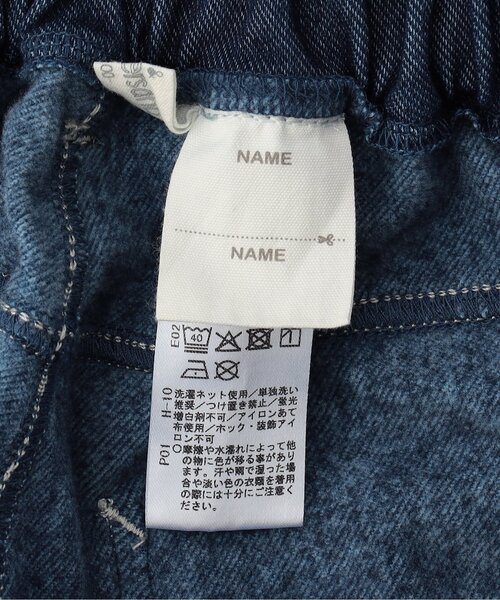 NAME
NAME
E02
40
P01 H-10
洗濯ネット使用/単独洗い
推奨/つけ置き禁止/蛍光
増白剤不可/アイロンあて
布使用/ホック・装飾アイ
ロン不可
○摩擦や水濡れによって他
の物に色が移る事があり
ます。汗や雨で湿った場
合や淡い色の衣類を着用
の際には十分にご注意く
ださい。